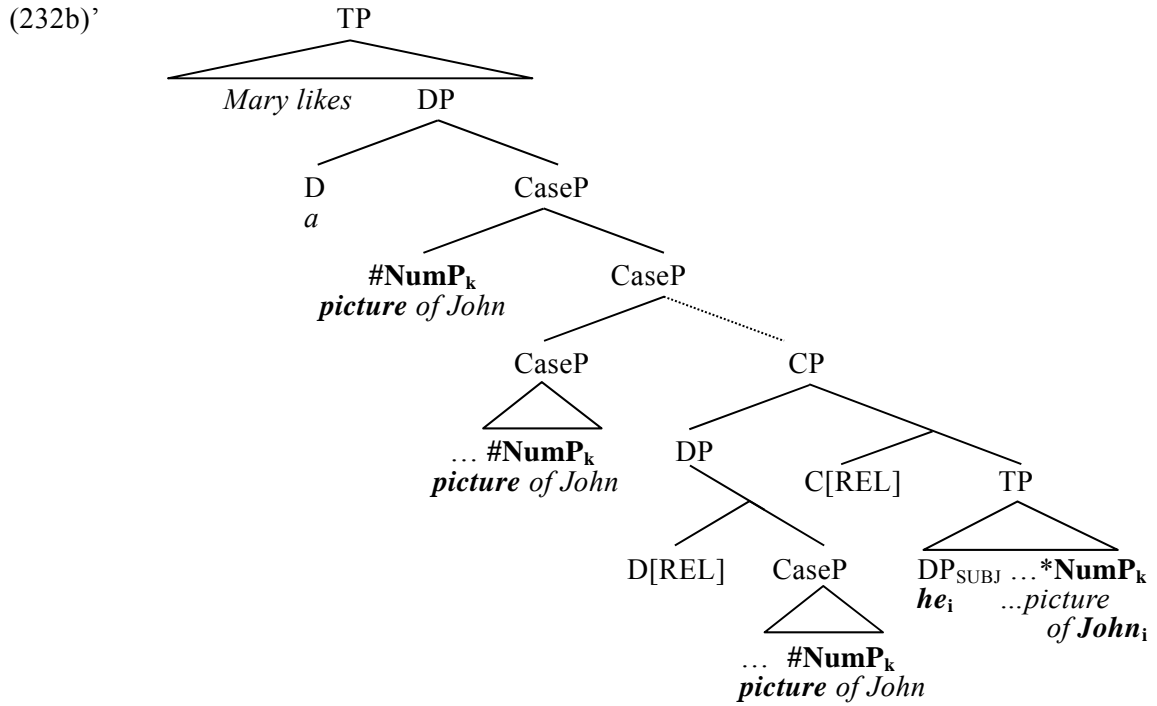 (232b)’ TP
Mary likes DP
D CaseP
a
#NumPk CaseP
picture of John
CaseP CP
… #NumPk DP C[REL] TP
picture of John
D[REL] CaseP DPSUBJ …*NumPk
hei ...picture
of Johni
… #NumPk
picture of John